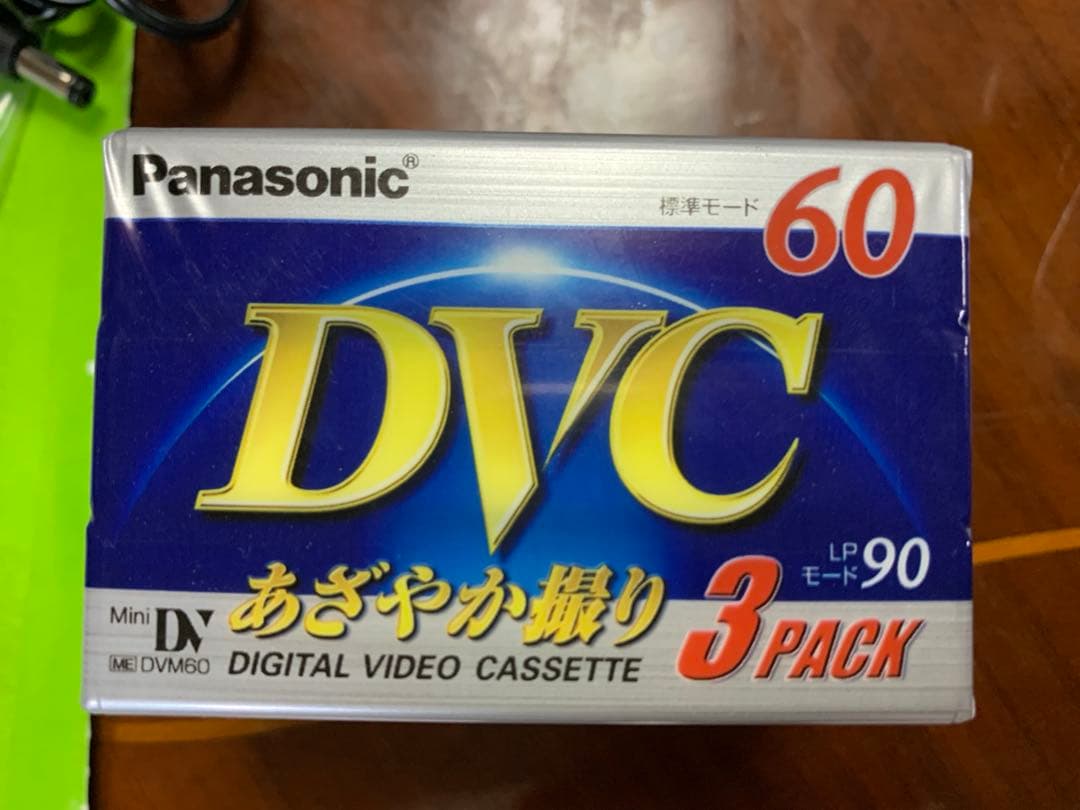 Panasonic®
標準モード 60
DVC
LP
モード 90
あざやか撮り
3 PACK
Mini DV
ME DVM60
DIGITAL VIDEO CASSETTE